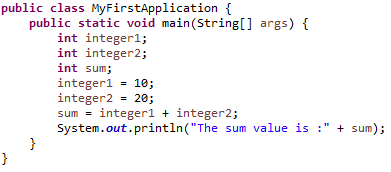 public class MyFirstApplication {
    public static void main(String[] args) {
        int integer1;
        int integer2;
        int sum;
        integer1 = 10;
        integer2 = 20;
        sum = integer1 + integer2;
        System.out.println("The sum value is :" + sum);
    }
}